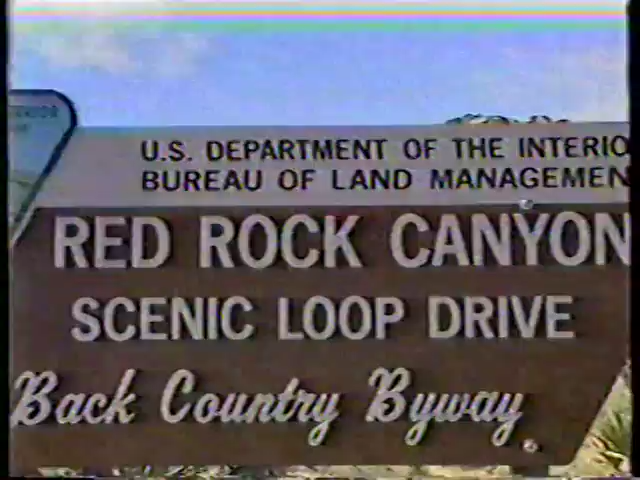 U.S. DEPARTMENT OF THE INTERIO
BUREAU OF LAND MANAGEMEN
RED ROCK CANYON
SCENIC LOOP DRIVE
Back Country Byway